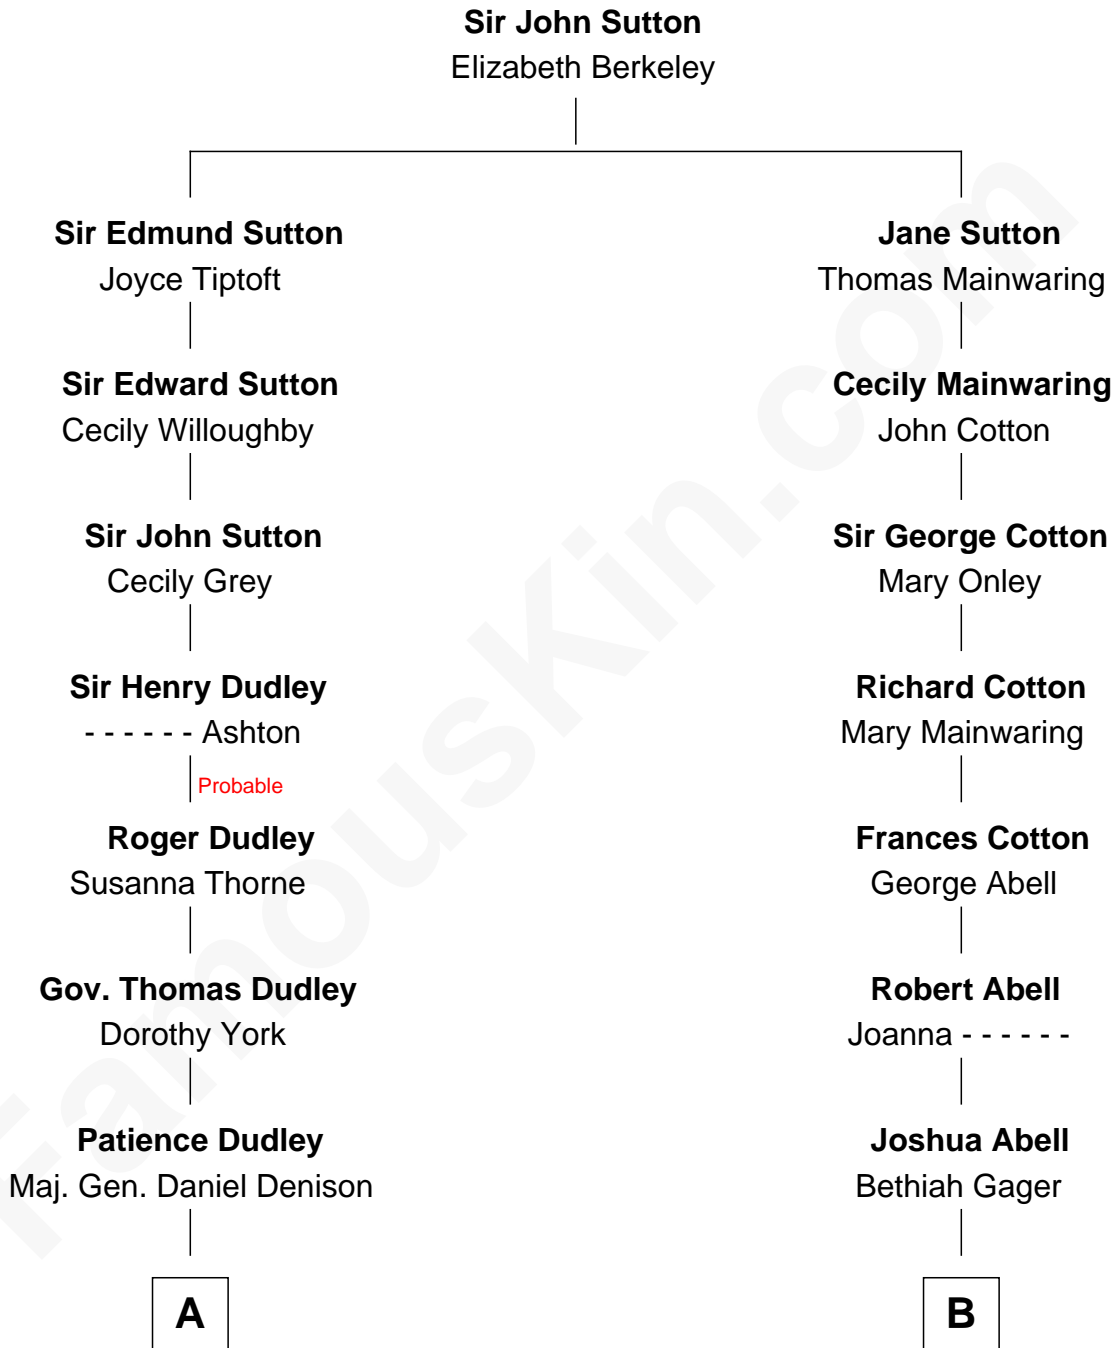 Sir John Sutton
Elizabeth Berkeley
Sir Edmund Sutton
Joyce Tiptoft
Jane Sutton
Thomas Mainwaring
Sir Edward Sutton
Cecily Willoughby
Cecily Mainwaring
John Cotton
Sir John Sutton
Cecily Grey
Sir George Cotton
Mary Onley
Sir Henry Dudley
- - - - - - Ashton
Richard Cotton
Mary Mainwaring
Probable
Roger Dudley
Susanna Thorne
Frances Cotton
George Abell
Gov. Thomas Dudley
Dorothy York
Robert Abell
Joanna - - - - - -
Patience Dudley
Maj. Gen. Daniel Denison
Joshua Abell
Bethiah Gager
A
B
FamousKin.com